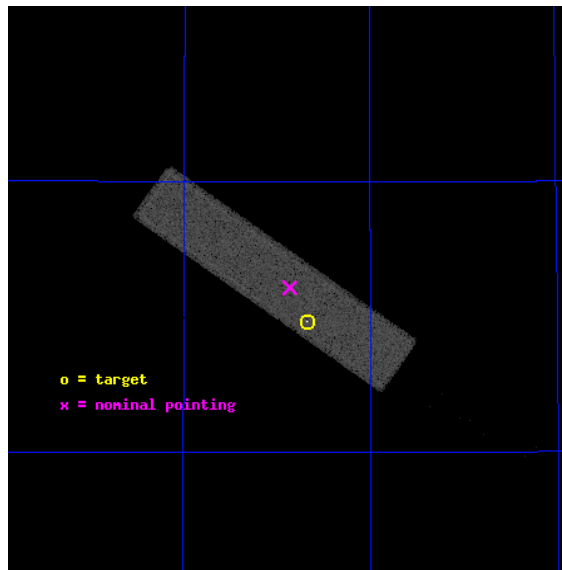 o = target
x = nominal pointing